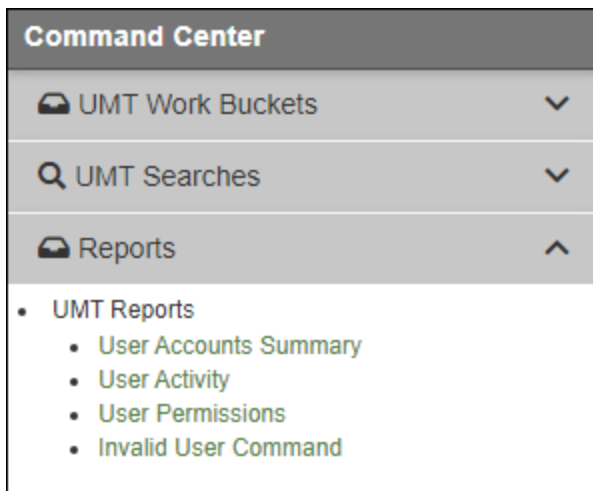 Command Center
UMT Work Buckets
UMT Searches
Reports
UMT Reports
User Accounts Summary
User Activity
User Permissions
Invalid User Command